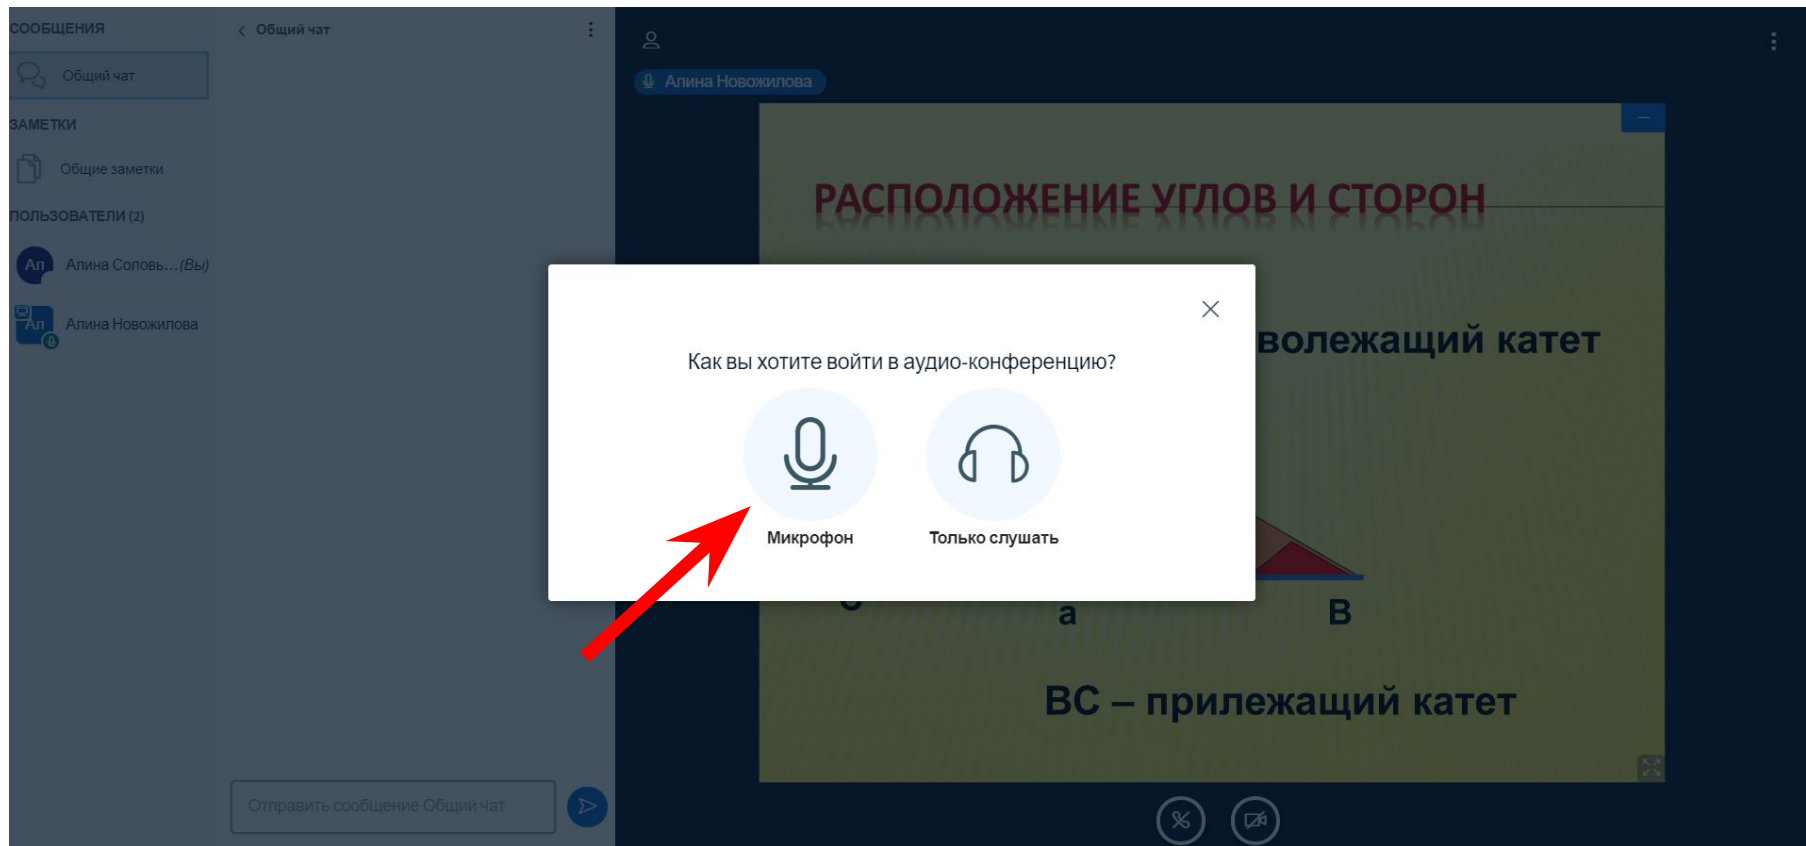 СООБЩЕНИЯ
Общий чат
ЗАМЕТКИ
Общие заметки
ПОЛЬЗОВАТЕЛИ (2)
Ал Алина Соловь...(Вы)
Ал Алина Новожилова
Общий чат
Отправить сообщение Общий чат
Алина Новожилова
РАСПОЛОЖЕНИЕ УГЛОВ И СТОРОН
волежащий катет
Как вы хотите войти в аудио-конференцию?
Микрофон Только слушать
a B
BC – прилежащий катет